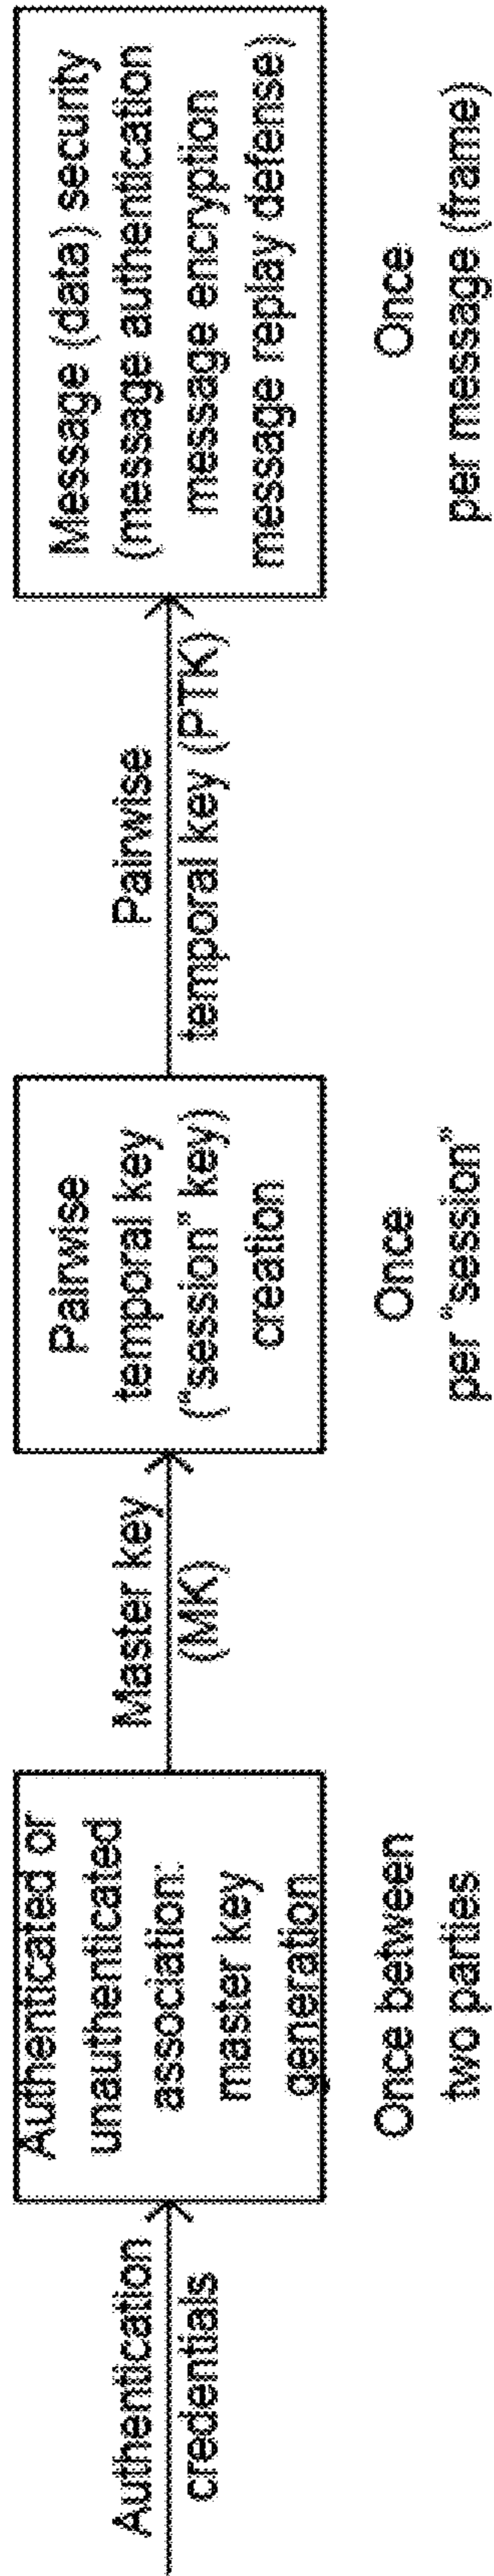 Authentication
credentials
Authenticated or
unauthenticated
association:
master key
generation
Once between
two parties
Master key
(MK)
Pairwise
temporal key
(“session” key)
creation
Once
per “session”
Pairwise
temporal key (PTK)
Message (data) security
(message authentication
message encryption
message replay defense)
Once
per message (frame)